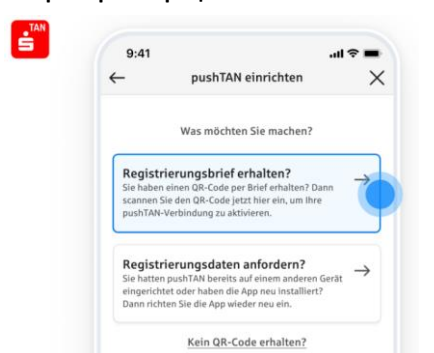 TAN
9:41
pushTAN einrichten
Was möchten Sie machen?
Registrierungsbrief erhalten?
Sie haben einen QR-Code per Brief erhalten? Dann
scannen Sie den QR-Code jetzt hier ein, um Ihre
pushTAN-Verbindung zu aktivieren.
Registrierungsdaten anfordern?
Sie hatten pushTAN bereits auf einem anderen Gerät
eingerichtet oder haben die App neu installiert?
Dann richten Sie die App wieder neu ein.
Kein QR-Code erhalten?